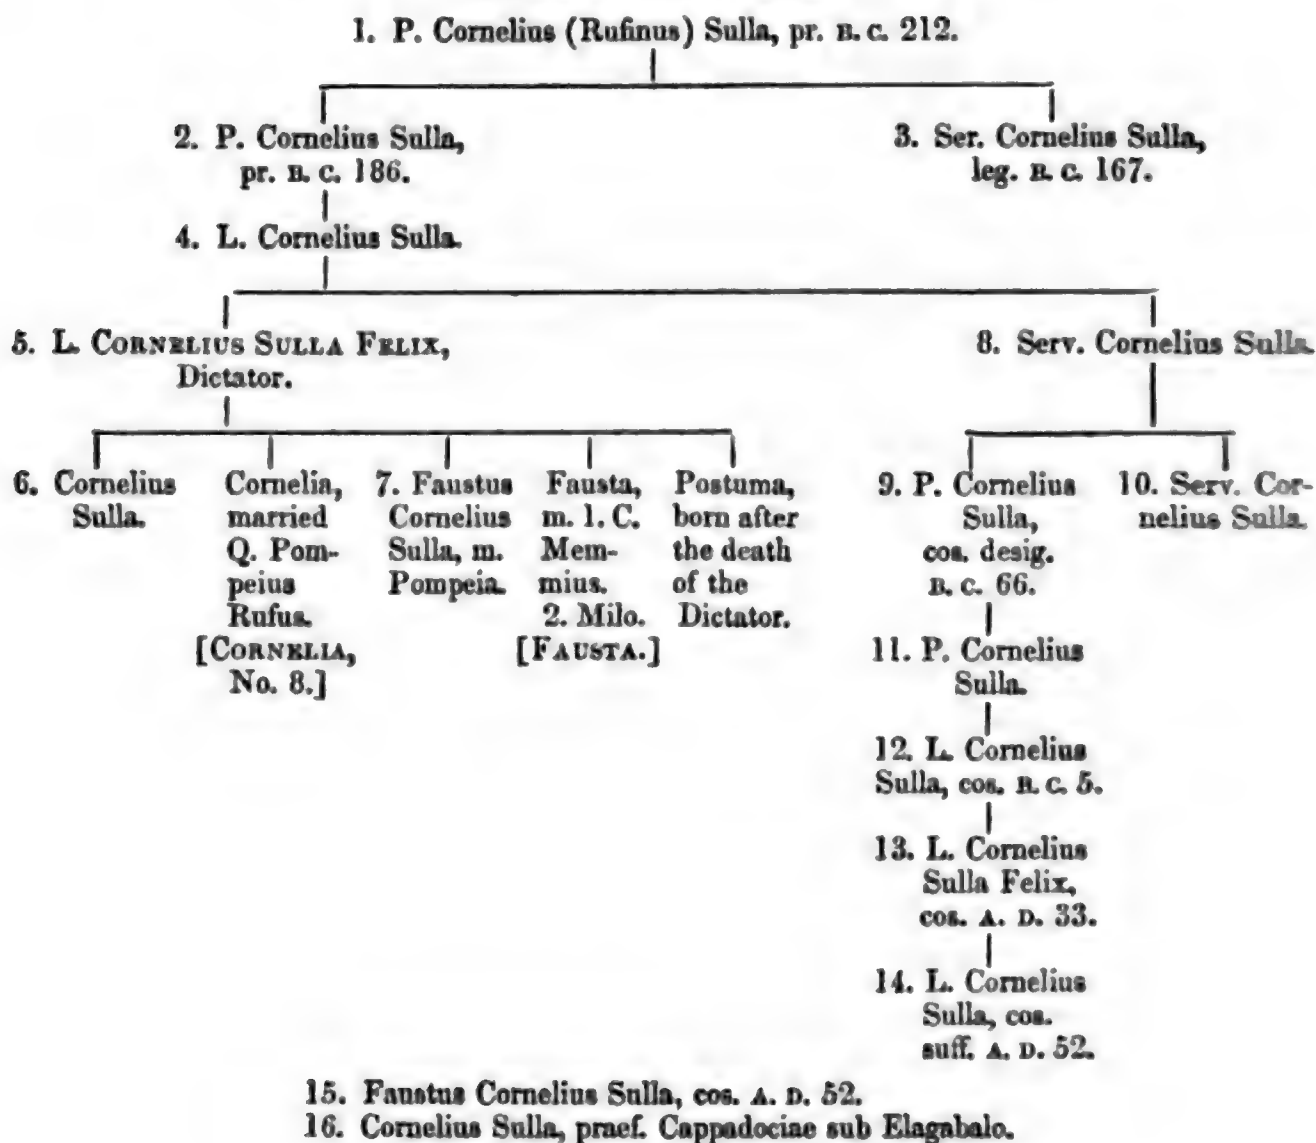 1. P. Cornelius (Rufinus) Sulla, pr. B. C. 212.
2. P. Cornelius Sulla,
pr. B. C. 186.
3. Ser. Cornelius Sulla,
leg. B. C. 167.
4. L. Cornelius Sulla.
5. L. CORNELIUS SULLA FELIX,
Dictator.
8. Serv. Cornelius Sulla.
6. Cornelius
Sulla.
Cornelia,
married
Q. Pom-
peius
Rufus.
[CORNELIA,
No. 8.]
7. Faustus
Cornelius
Sulla, m.
Pompeia.
Fausta,
m. 1. C.
Mem-
mius.
2. Milo.
[FAUSTA.]
Postuma,
born after
the death
of the
Dictator.
9. P. Cornelius
Sulla,
cos. desig.
B. C. 66.
10. Serv. Cor-
nelius Sulla.
11. P. Cornelius
Sulla.
12. L. Cornelius
Sulla, cos. B. C. 5.
13. L. Cornelius
Sulla Felix,
cos. A. D. 33.
14. L. Cornelius
Sulla, cos.
suff. A. D. 52.
15. Faustus Cornelius Sulla, cos. A. D. 52.
16. Cornelius Sulla, praef. Cappadociae sub Elagabalo.